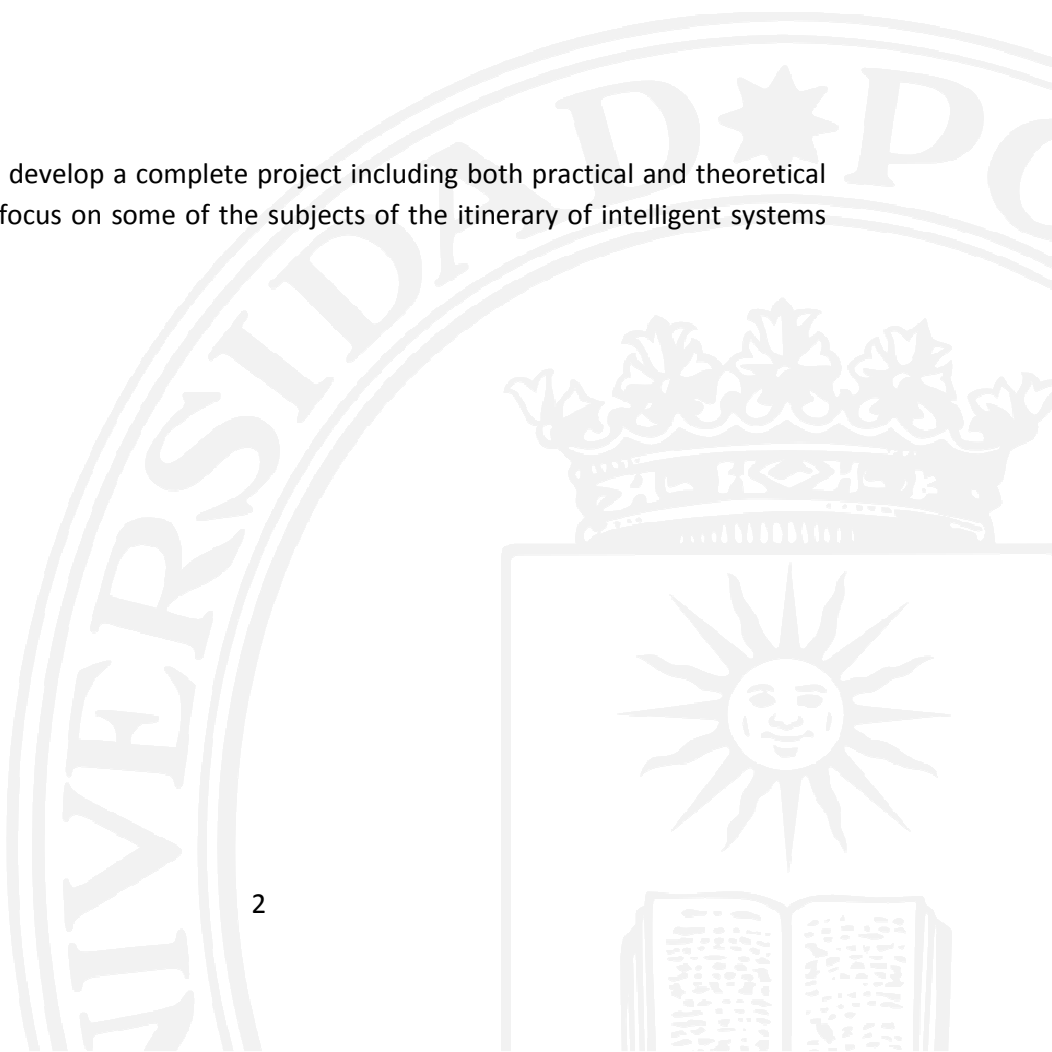 develop a complete project including both practical and theoretical
focus on some of the subjects of the itinerary of intelligent systems
2